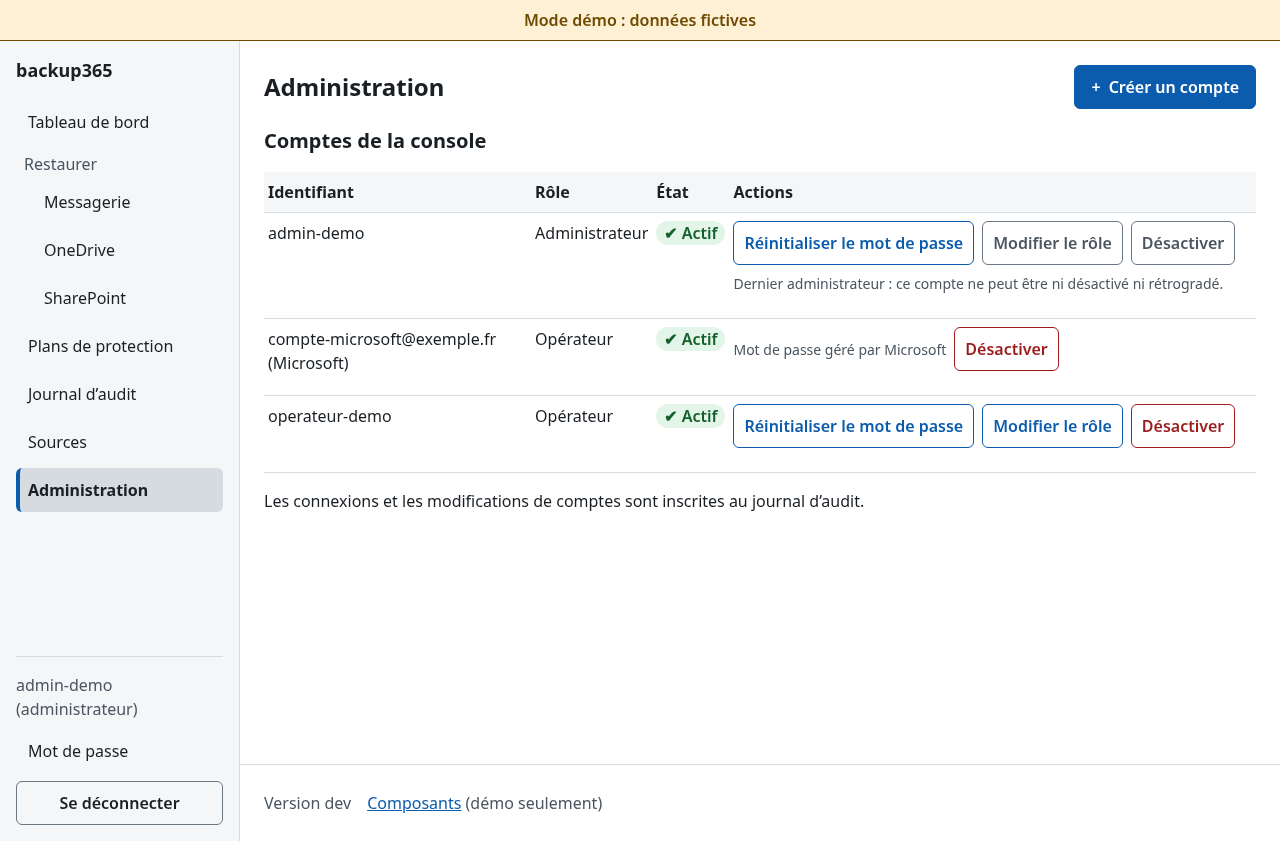 Mode démo : données fictives
backup365
Tableau de bord
Restaurer
Messagerie
OneDrive
SharePoint
Plans de protection
Journal d’audit
Sources
Administration
admin-demo
(administrateur)
Mot de passe
Se déconnecter
Administration
+ Créer un compte
Comptes de la console
Identifiant Rôle État Actions
admin-demo Administrateur ✔ Actif Réinitialiser le mot de passe Modifier le rôle Désactiver
Dernier administrateur : ce compte ne peut être ni désactivé ni rétrogradé.
compte-microsoft@exemple.fr Opérateur ✔ Actif Mot de passe géré par Microsoft Désactiver
(Microsoft)
operateur-demo Opérateur ✔ Actif Réinitialiser le mot de passe Modifier le rôle Désactiver
Les connexions et les modifications de comptes sont inscrites au journal d’audit.
Version dev Composants (démo seulement)